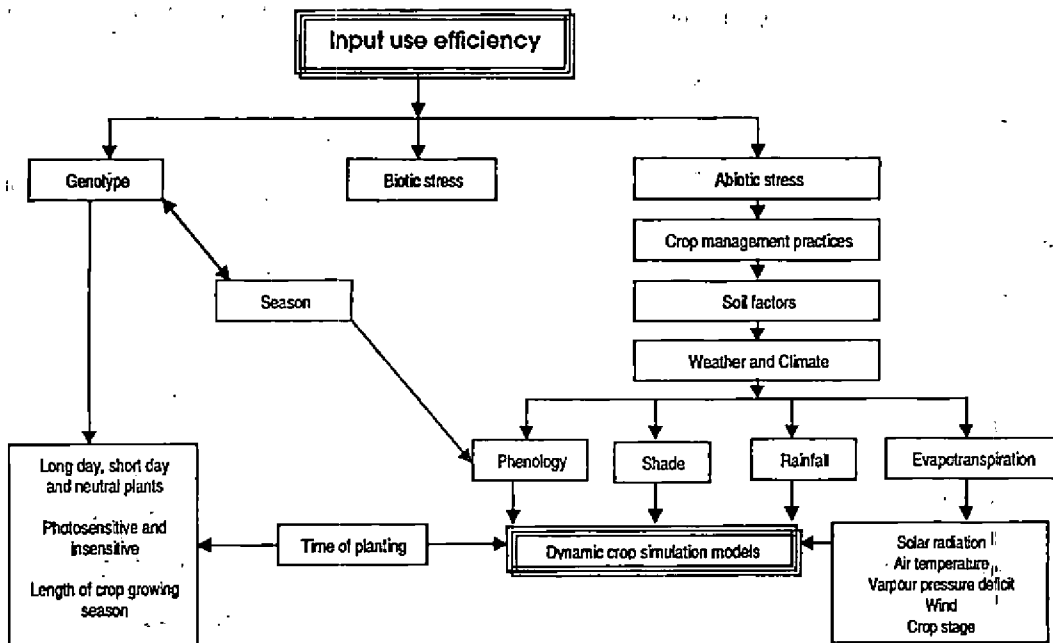 Input use efficiency
Genotype
Biotic stress
Abiotic stress
Crop management practices
Season
Soil factors
Weather and Climate
Phenology
Shade
Rainfall
Evapotranspiration
Long day, short day
and neutral plants
Photosensitive and
insensitive
Length of crop growing
season
Time of planting
Dynamic crop simulation models
Solar radiation
Air temperature
Varpour pressure deficit
Wind
Crop stage